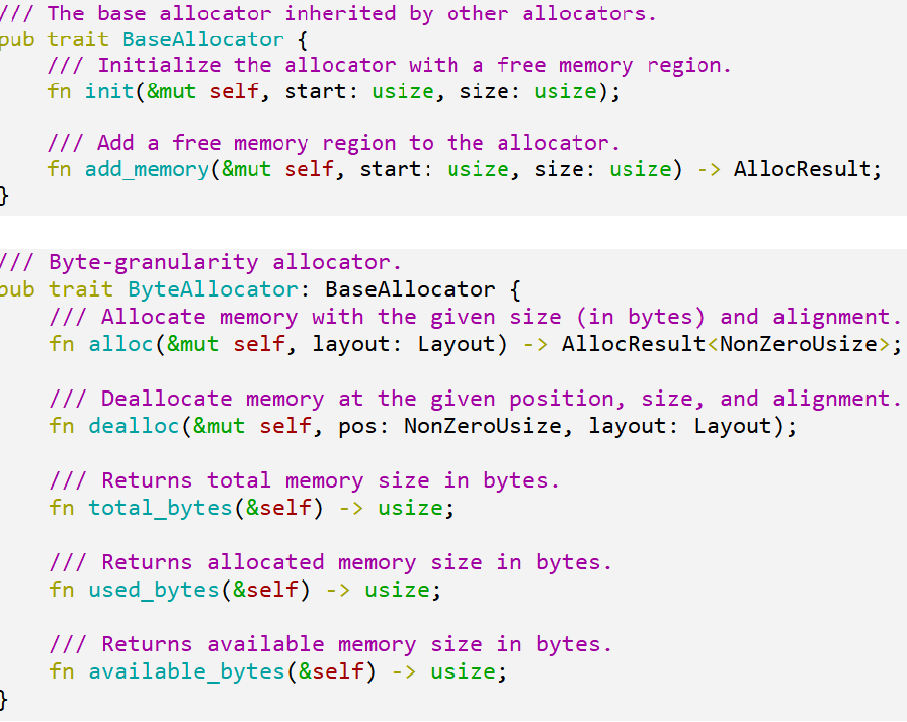 /// The base allocator inherited by other allocators.
pub trait BaseAllocator {
    /// Initialize the allocator with a free memory region.
    fn init(&mut self, start: usize, size: usize);

    /// Add a free memory region to the allocator.
    fn add_memory(&mut self, start: usize, size: usize) -> AllocResult;
}

/// Byte-granularity allocator.
pub trait ByteAllocator: BaseAllocator {
    /// Allocate memory with the given size (in bytes) and alignment.
    fn alloc(&mut self, layout: Layout) -> AllocResult<NonZeroUsize>;

    /// Deallocate memory at the given position, size, and alignment.
    fn dealloc(&mut self, pos: NonZeroUsize, layout: Layout);

    /// Returns total memory size in bytes.
    fn total_bytes(&self) -> usize;

    /// Returns allocated memory size in bytes.
    fn used_bytes(&self) -> usize;

    /// Returns available memory size in bytes.
    fn available_bytes(&self) -> usize;
}